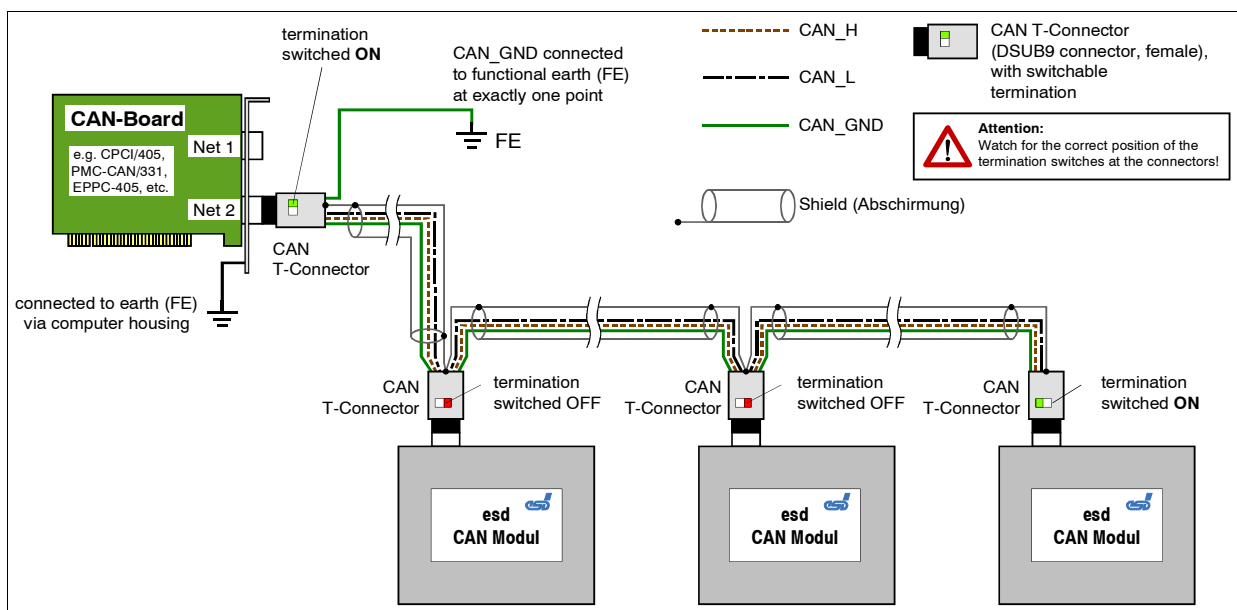 termination
switched ON
CAN_GND connected
to functional earth (FE)
at exactly one point
FE
CAN_H
CAN_L
CAN_GND
Shield (Abschirmung)
CAN T-Connector
(DSUB9 connector, female),
with switchable
termination
Attention:
Watch for the correct position of the
termination switches at the connectors!
CAN-Board
Net 1
e.g. CPCI/405,
PMC-CAN/331,
EPPC-405, etc.
Net 2
CAN
T-Connector
connected to earth (FE)
via computer housing
CAN
T-Connector
termination
switched OFF
CAN
T-Connector
termination
switched OFF
CAN
T-Connector
termination
switched ON
esd
esd
CAN Modul
esd
esd
CAN Modul
esd
esd
CAN Modul